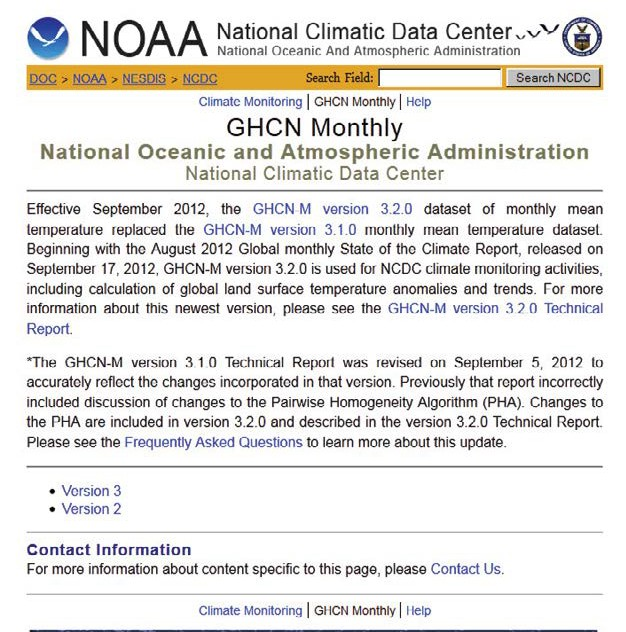 NOAA National Climatic Data Center
National Oceanic And Atmospheric Administration
DOC > NOAA > NESDIS > NCDC Search Field: Search NCDC
Climate Monitoring | GHCN Monthly | Help
GHCN Monthly
National Oceanic and Atmospheric Administration
National Climatic Data Center
Effective September 2012, the GHCN-M version 3.2.0 dataset of monthly mean
temperature replaced the GHCN-M version 3.1.0 monthly mean temperature dataset.
Beginning with the August 2012 Global monthly State of the Climate Report, released on
September 17, 2012, GHCN-M version 3.2.0 is used for NCDC climate monitoring activities,
including calculation of global land surface temperature anomalies and trends. For more
information about this newest version, please see the GHCN-M version 3.2.0 Technical
Report.
*The GHCN-M version 3.1.0 Technical Report was revised on September 5, 2012 to
accurately reflect the changes incorporated in that version. Previously that report incorrectly
included discussion of changes to the Pairwise Homogeneity Algorithm (PHA). Changes to
the PHA are included in version 3.2.0 and described in the version 3.2.0 Technical Report.
Please see the Frequently Asked Questions to learn more about this update.
• Version 3
• Version 2
Contact Information
For more information about content specific to this page, please Contact Us.
Climate Monitoring | GHCN Monthly | Help